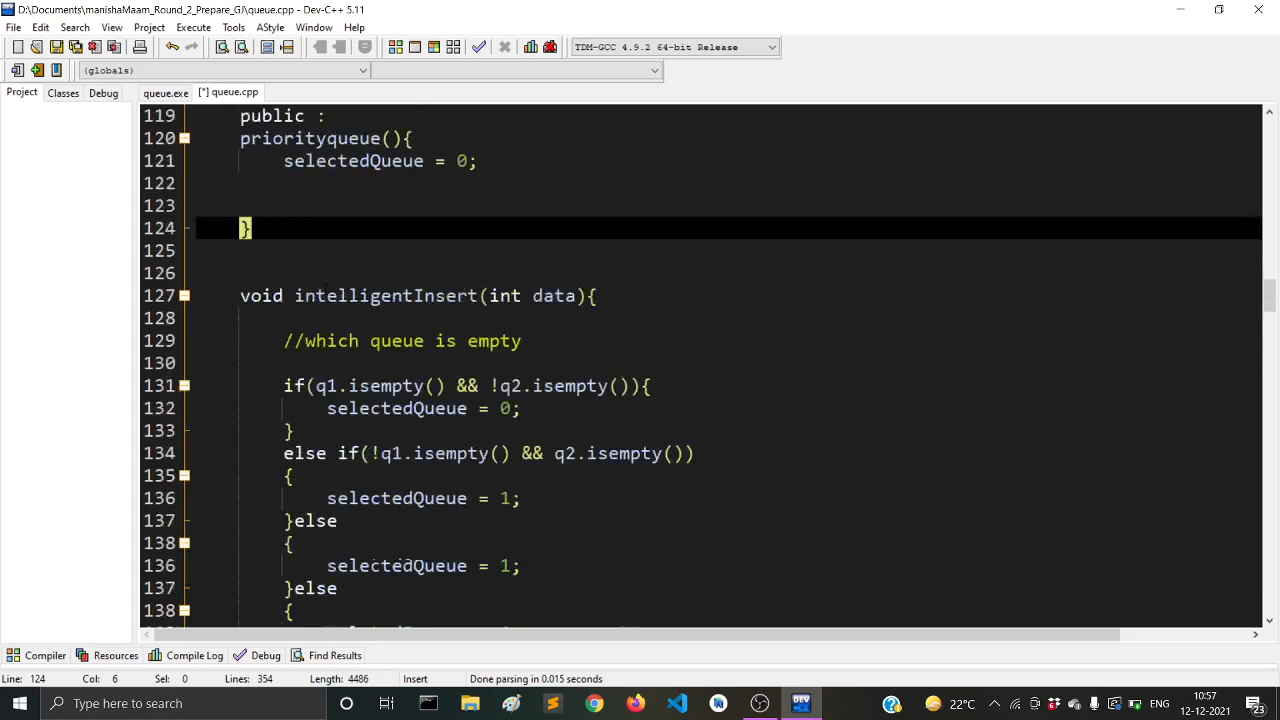 D:\Documents\manishaMaam_Round_2_Prepare_GJ\queue.cpp - Dev-C++ 5.11
File Edit Search View Project Execute Tools AStyle Window Help
TDM-GCC 4.9.2 64-bit Release
(globals)
Project Classes Debug queue.exe [*] queue.cpp
119 public :
120 priorityqueue(){
121 selectedQueue = 0;
122
123
124 }
125
126
127 void intelligentInsert(int data){
128
129 //which queue is empty
130
131 if(q1.isempty() && !q2.isempty()){
132 selectedQueue = 0;
133 }
134 else if(!q1.isempty() && q2.isempty())
135 {
136 selectedQueue = 1;
137 }else
138 {
136 selectedQueue = 1;
137 }else
138 {
Compiler Resources Compile Log Debug Find Results
Line: 124 Col: 6 Sel: 0 Lines: 354 Length: 4486 Insert Done parsing in 0.015 seconds
Type here to search 22°C ENG 10:57
12-12-2021 23